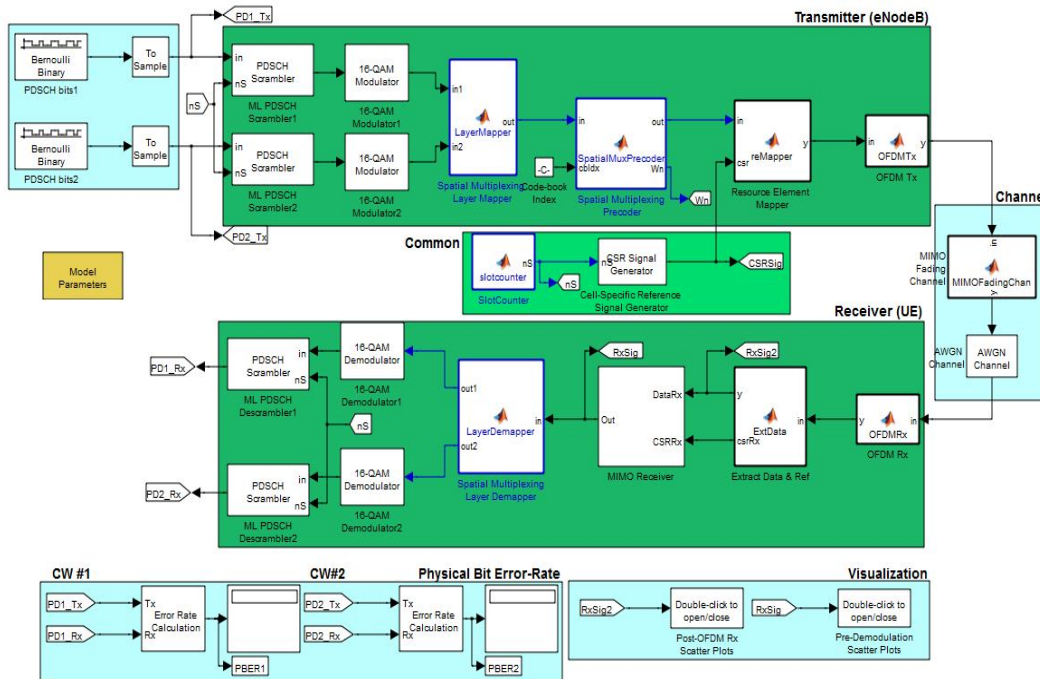 PD1_Tx
Transmitter (eNodeB)
Bernoulli
Binary
PDSCH bits1
To
Sample
in
nS
PDSCH
Scrambler
ML PDSCH
Scrambler1
16-QAM
Modulator
16-QAM
Modulator1
nS
Bernoulli
Binary
PDSCH bits2
To
Sample
in
nS
PDSCH
Scrambler
ML PDSCH
Scrambler2
16-QAM
Modulator
16-QAM
Modulator2
in1
in2
out
LayerMapper
Spatial Multiplexing
Layer Mapper
-C-
Code-book
Index
in
out
SpatialMuxPrecoder
cbIdx
Wn
Spatial Multiplexing
Precoder
Wn
in
csr
y
reMapper
Resource Element
Mapper
in
y
OFDMTx
OFDM Tx
PD2_Tx
Common
slotcounter
nS
SlotCounter
nS
nS
CSR Signal
Generator
Cell-Specific Reference
Signal Generator
CSRSig
Channel
in
MIMO
Fading
Channel
MIMOFadingChan
y
AWGN
Channel
AWGN
Channel
Model
Parameters
Receiver (UE)
PD1_Rx
PDSCH
Scrambler
in
nS
ML PDSCH
Descrambler1
16-QAM
Demodulator
16-QAM
Demodulator1
nS
PD2_Rx
PDSCH
Scrambler
in
nS
ML PDSCH
Descrambler2
16-QAM
Demodulator
16-QAM
Demodulator2
out1
LayerDemapper
in
out2
Spatial Multiplexing
Layer Demapper
RxSig
DataRx
Out
CSRRx
MIMO Receiver
RxSig2
y
in
ExtData
csrRx
Extract Data & Ref
y
in
OFDMRx
OFDM Rx
CW #1
PD1_Tx
PD1_Rx
Tx
Error Rate
Calculation
Rx
PBER1
CW#2
Physical Bit Error-Rate
PD2_Tx
PD2_Rx
Tx
Error Rate
Calculation
Rx
PBER2
Visualization
RxSig2
Double-click to
open/close
Post-OFDM Rx
Scatter Plots
RxSig
Double-click to
open/close
Pre-Demodulation
Scatter Plots